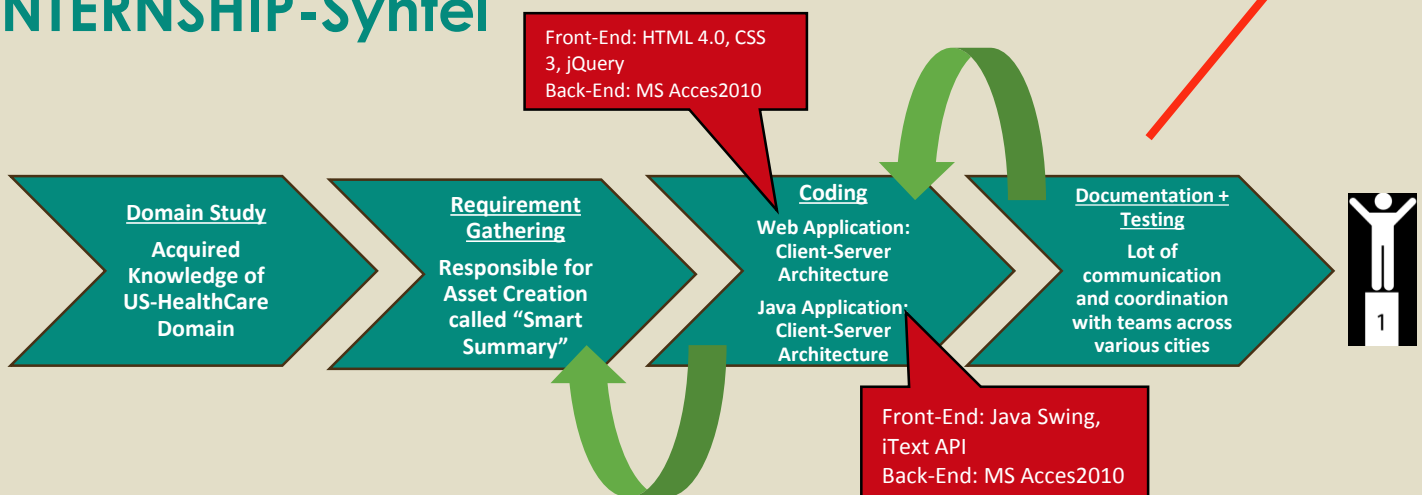 NTERNSHIP-Syntel
Front-End: HTML 4.0, CSS
3, jQuery
Back-End: MS Acces2010
Domain Study
Acquired
Knowledge of
US-HealthCare
Domain
Requirement
Gathering
Responsible for
Asset Creation
called “Smart
Summary”
Coding
Web Application:
Client-Server
Architecture
Java Application:
Client-Server
Architecture
Documentation +
Testing
Lot of
communication
and coordination
with teams across
various cities
1
Front-End: Java Swing,
iText API
Back-End: MS Acces2010